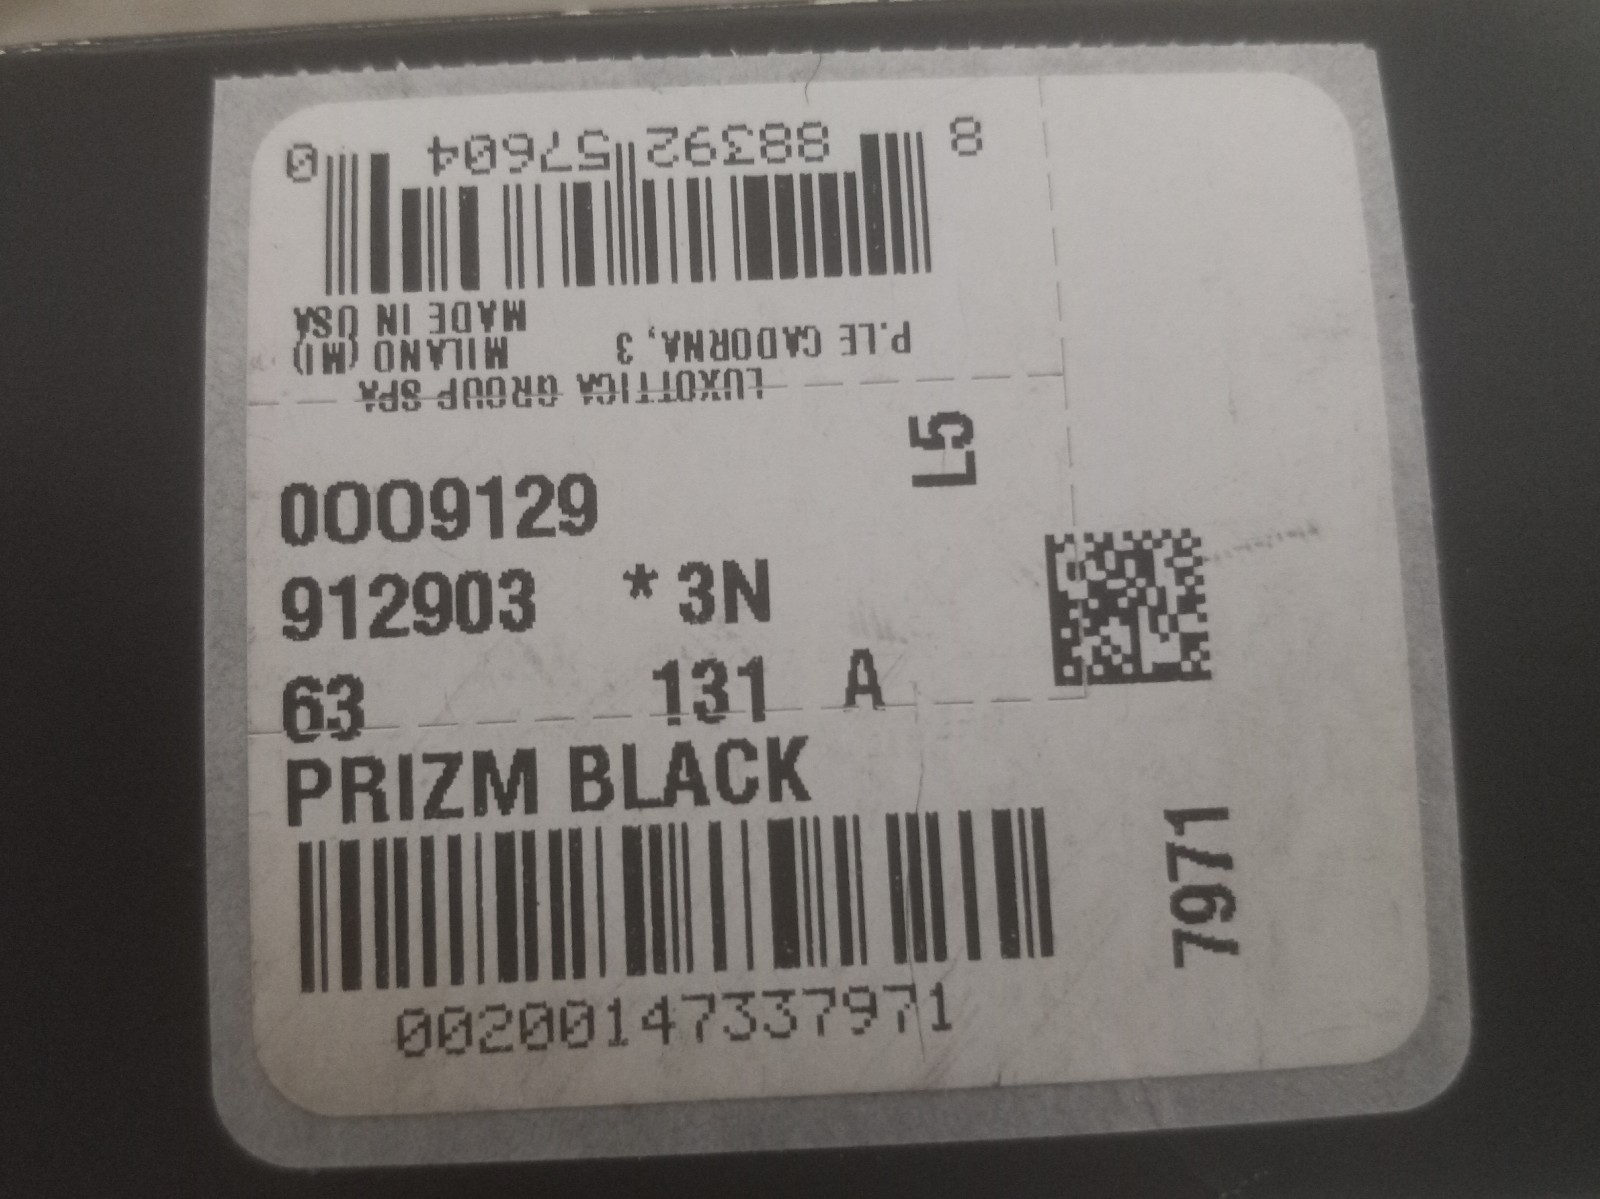 LUXOTTICA GROUP SPA
P.LE CADORNA, 3 MILANO (MI)
MADE IN USA
8 88392 57604 0
L5
0OO9129
912903 *3N
63 131 A
PRIZM BLACK
00200147337971
7971